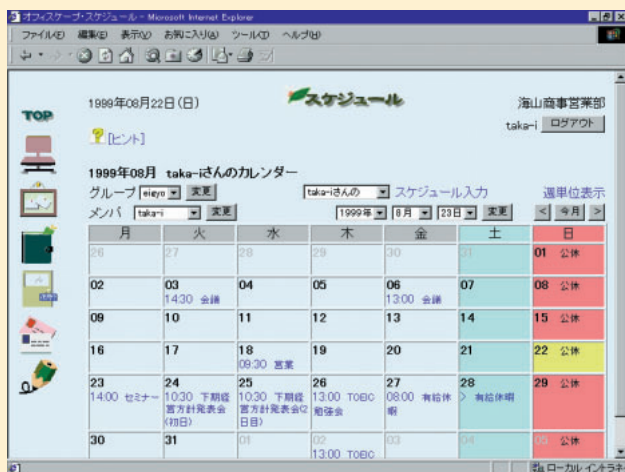 オフィスケープ・スケジュール - Microsoft Internet Explorer
ファイル(F) 編集(E) 表示(V) お気に入り(A) ツール(T) ヘルプ(H)
TOP
1999年08月22日(日)
スケジュール
海山商事営業部
taka-i ログアウト
[ヒント]
1999年08月 taka-iさんのカレンダー
グループ eigyo 変更 taka-iさんの スケジュール入力 週単位表示
メンバ taka-i 変更 1999年 8月 23日 変更 < 今月 >
月 火 水 木 金 土 日
26 27 28 29 30 31 01 公休
02 03 04 05 06 07 08 公休
14:30 会議 13:00 会議
09 10 11 12 13 14 15 公休
16 17 18 19 20 21 22 公休
09:30 営業
23 24 25 26 27 28 29 公休
14:00 セミナー 10:30 下期経 10:30 下期経 13:00 TOEIC 08:00 有給休 > 有給休暇
営方針発表会 営方針発表会(2 勉強会 暇
(初日) 日目)
30 31 01 02 03 04 05 公休
13:00 TOEIC
ローカル イントラネ